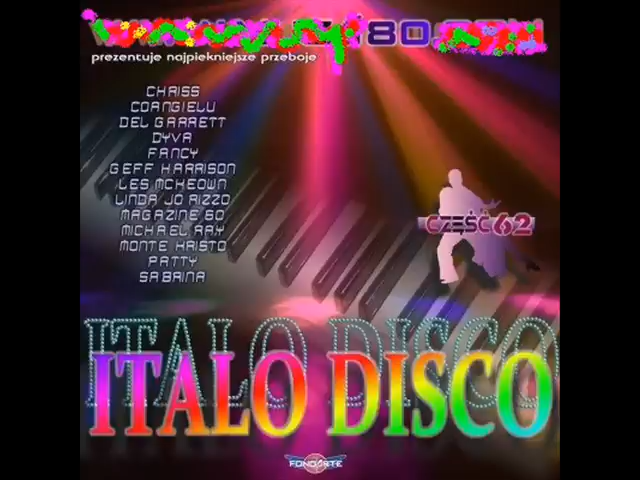 80
prezentuje najpiekniejsze przeboje
CHRISS
CORNGIELU
DEL GARRETT
DYVA
FANCY
GEFF HARRISON
LES MCKEOWN
LINDA JO RIZZO
MAGAZINE 60
MICHAEL RAY
MONTE KRISTO
PATTY
SABRINA
CZĘŚĆ 62
ITALO DISCO
ITALO DISCO
FONOARTE